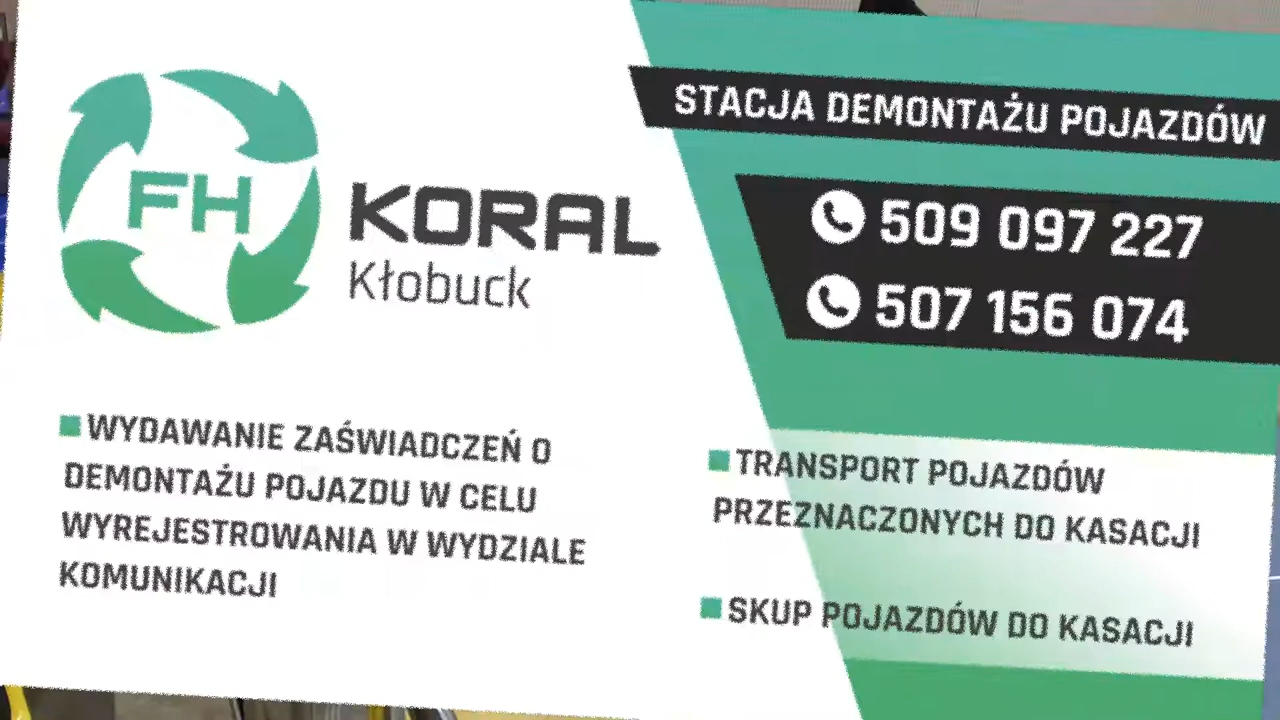 FH
KORAL
Kłobuck
STACJA DEMONTAŻU POJAZDÓW
509 097 227
507 156 074
WYDAWANIE ZAŚWIADCZEŃ O
DEMONTAŻU POJAZDU W CELU
WYREJESTROWANIA W WYDZIALE
KOMUNIKACJI
TRANSPORT POJAZDÓW
PRZEZNACZONYCH DO KASACJI
SKUP POJAZDÓW DO KASACJI